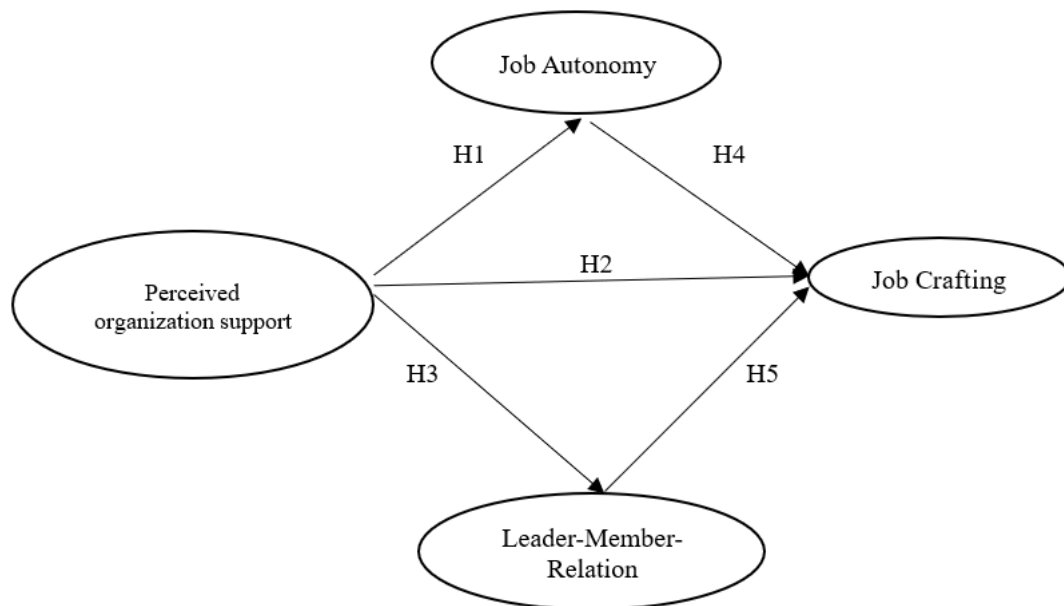 Job Autonomy
H1
H4
H2
Perceived
organization support
Job Crafting
H3
H5
Leader-Member-
Relation